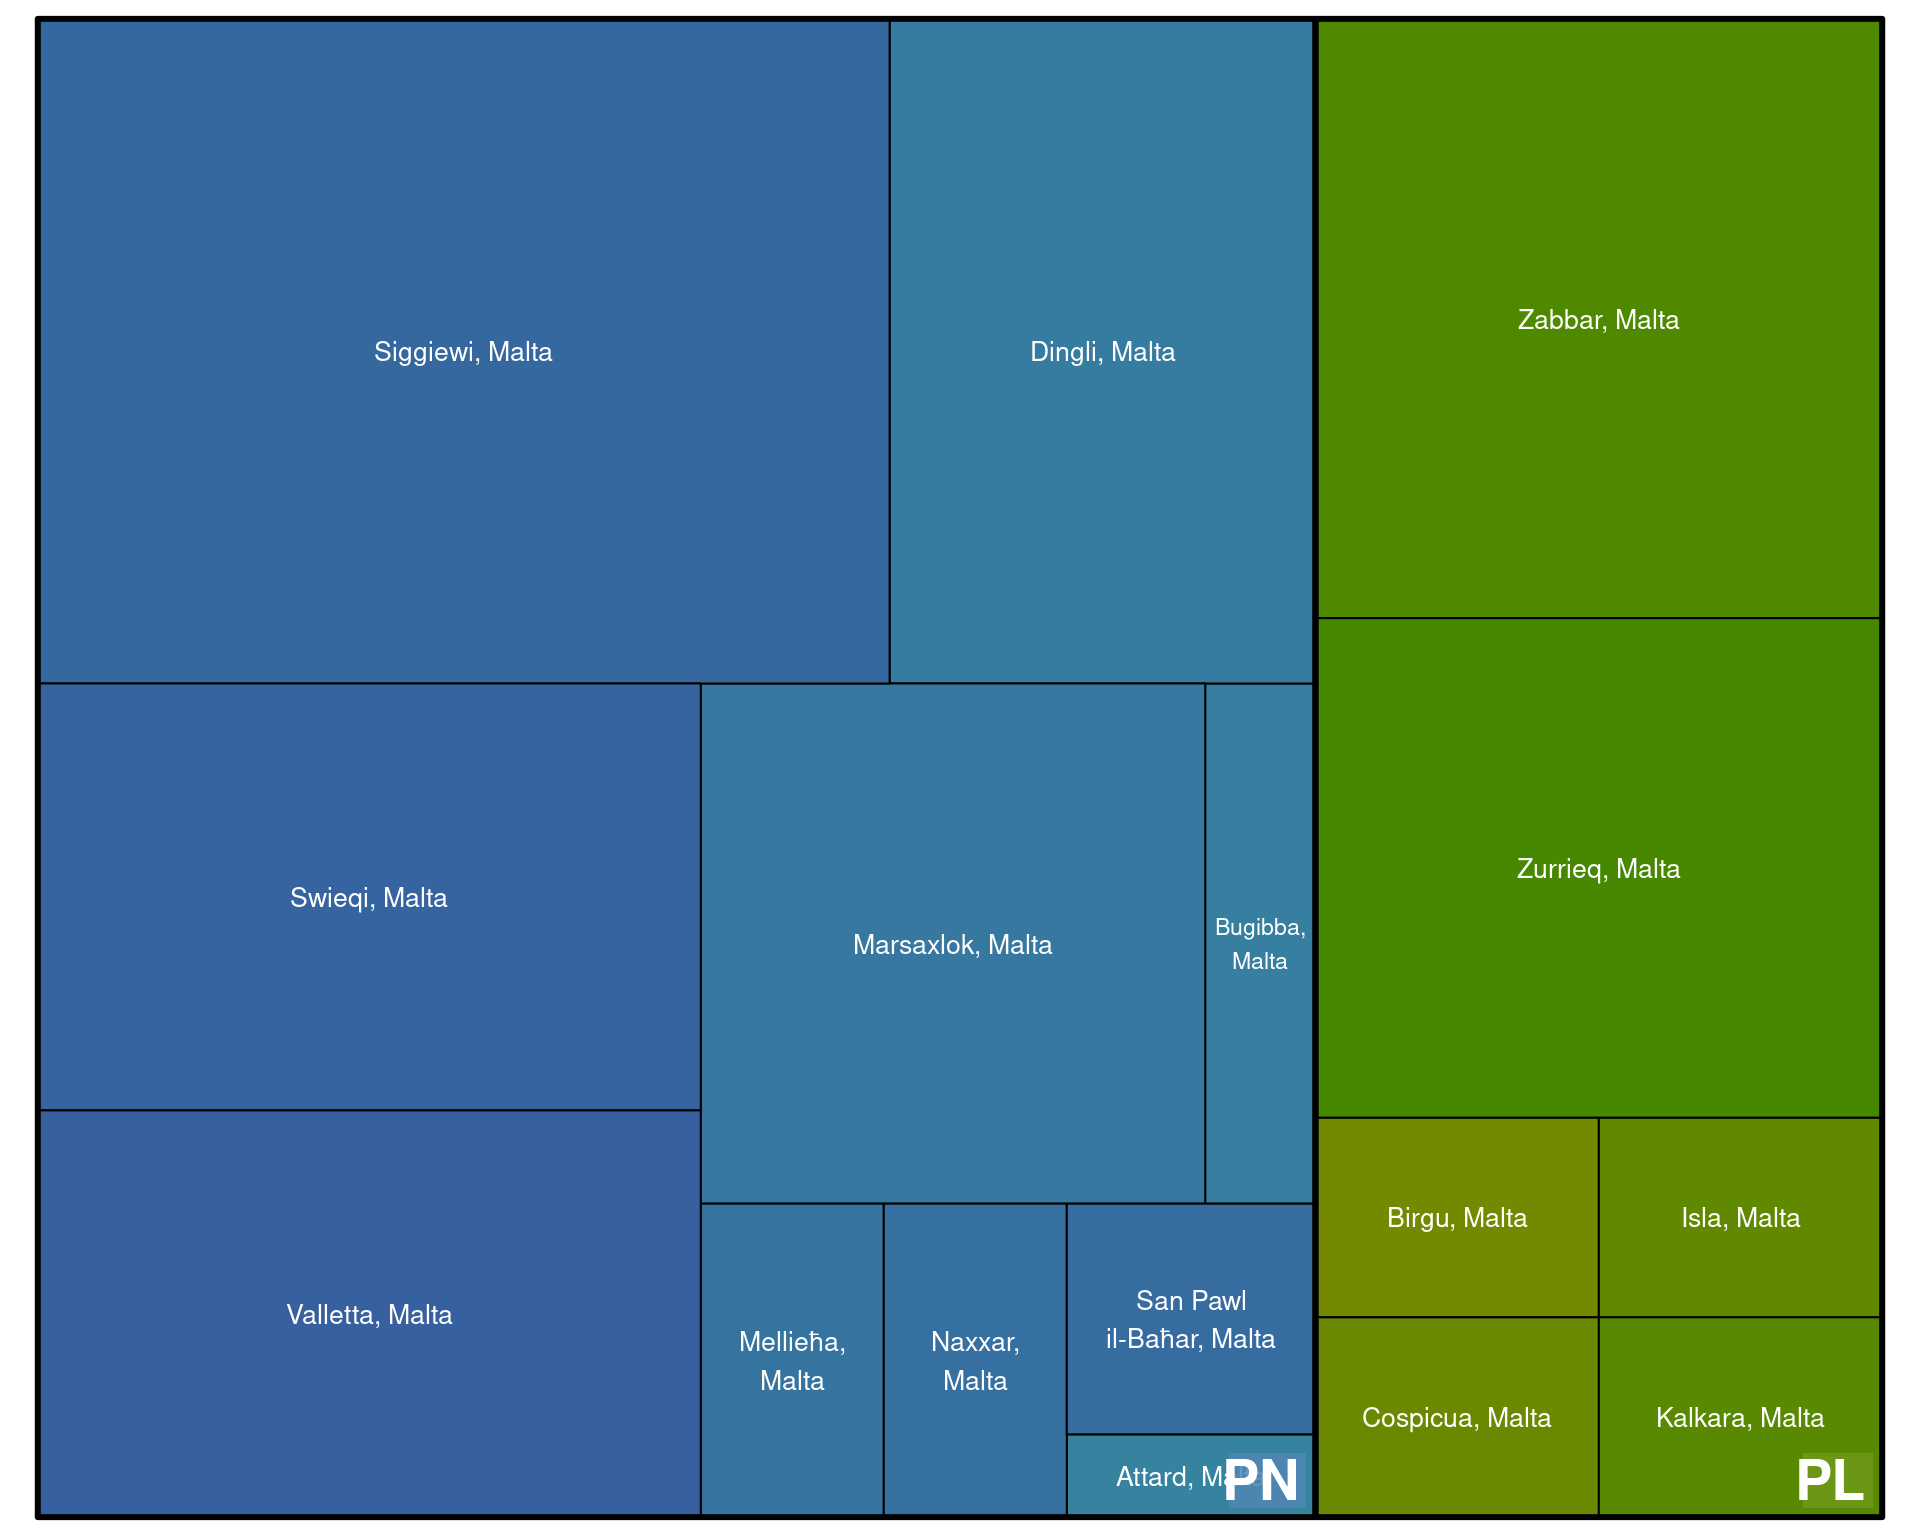 Siggiewi, Malta
Dingli, Malta
Zabbar, Malta
Swieqi, Malta
Marsaxlok, Malta
Bugibba,
Malta
Zurrieq, Malta
Valletta, Malta
Mellieħa,
Malta
Naxxar,
Malta
San Pawl
il-Baħar, Malta
Attard,
PN
Birgu, Malta
Isla, Malta
Cospicua, Malta
Kalkara, Malta
PL